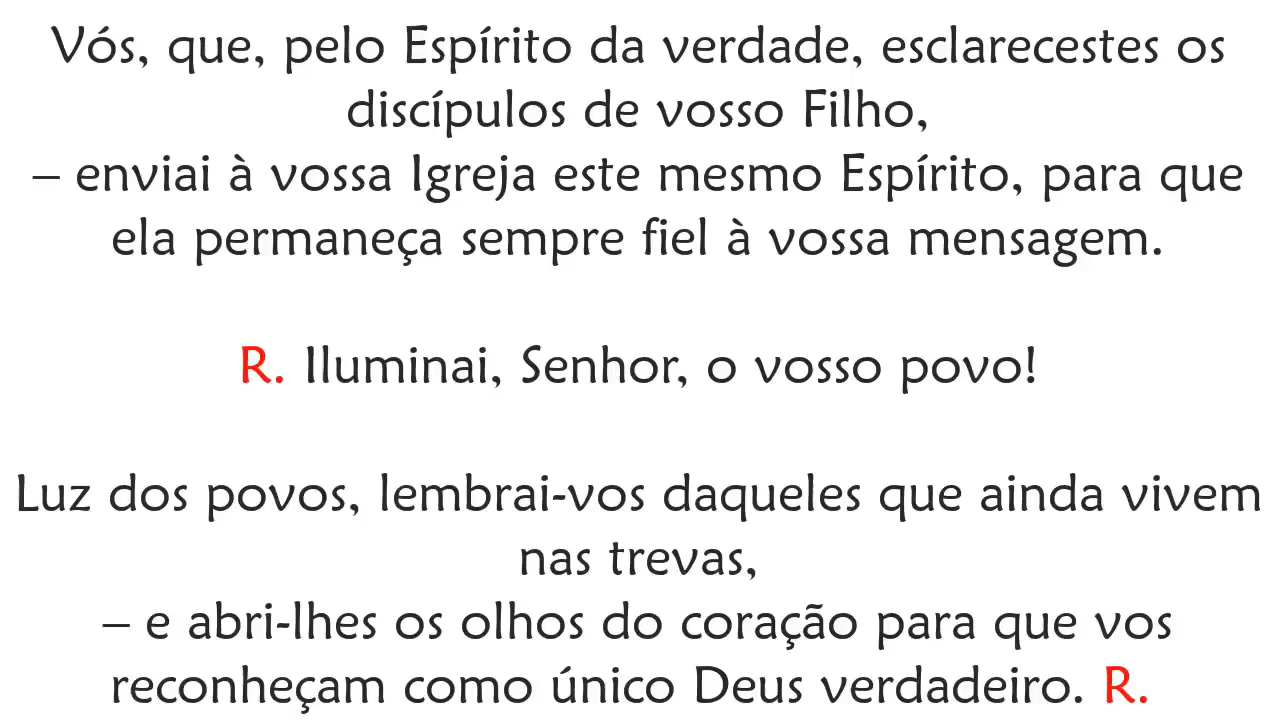 Vós, que, pelo Espírito da verdade, esclarecestes os
discípulos de vosso Filho,
– enviai à vossa Igreja este mesmo Espírito, para que
ela permaneça sempre fiel à vossa mensagem.
R. Iluminai, Senhor, o vosso povo!
Luz dos povos, lembrai-vos daqueles que ainda vivem
nas trevas,
– e abri-lhes os olhos do coração para que vos
reconheçam como único Deus verdadeiro. R.